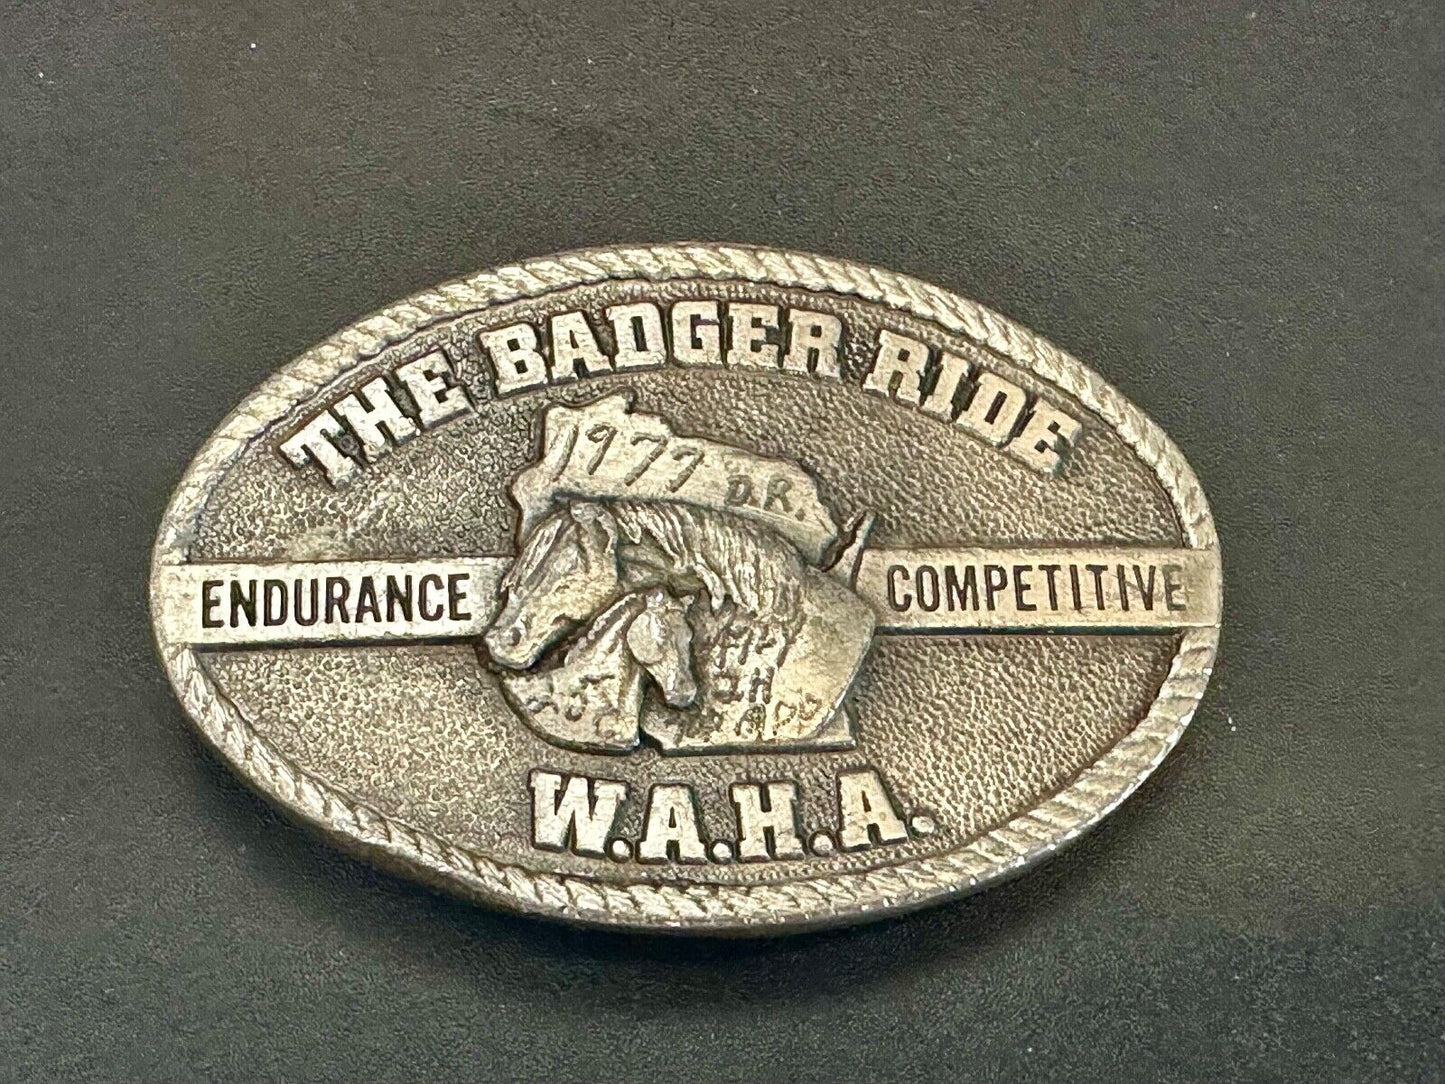 THE BADGER RIDE
1977
D.R.
ENDURANCE COMPETITIVE
W.A.H.A.